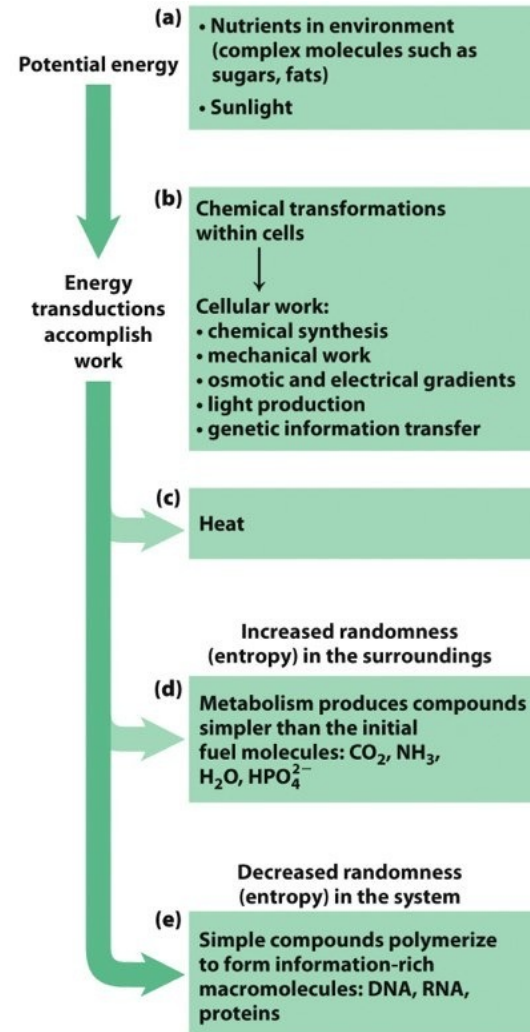 (a)
• Nutrients in environment
(complex molecules such as
sugars, fats)
• Sunlight
Potential energy
(b)
Chemical transformations
within cells
Cellular work:
• chemical synthesis
• mechanical work
• osmotic and electrical gradients
• light production
• genetic information transfer
Energy
transductions
accomplish
work
(c)
Heat
Increased randomness
(entropy) in the surroundings
(d)
Metabolism produces compounds
simpler than the initial
fuel molecules: CO₂, NH₃,
H₂O, HPO₄²⁻
Decreased randomness
(entropy) in the system
(e)
Simple compounds polymerize
to form information-rich
macromolecules: DNA, RNA,
proteins